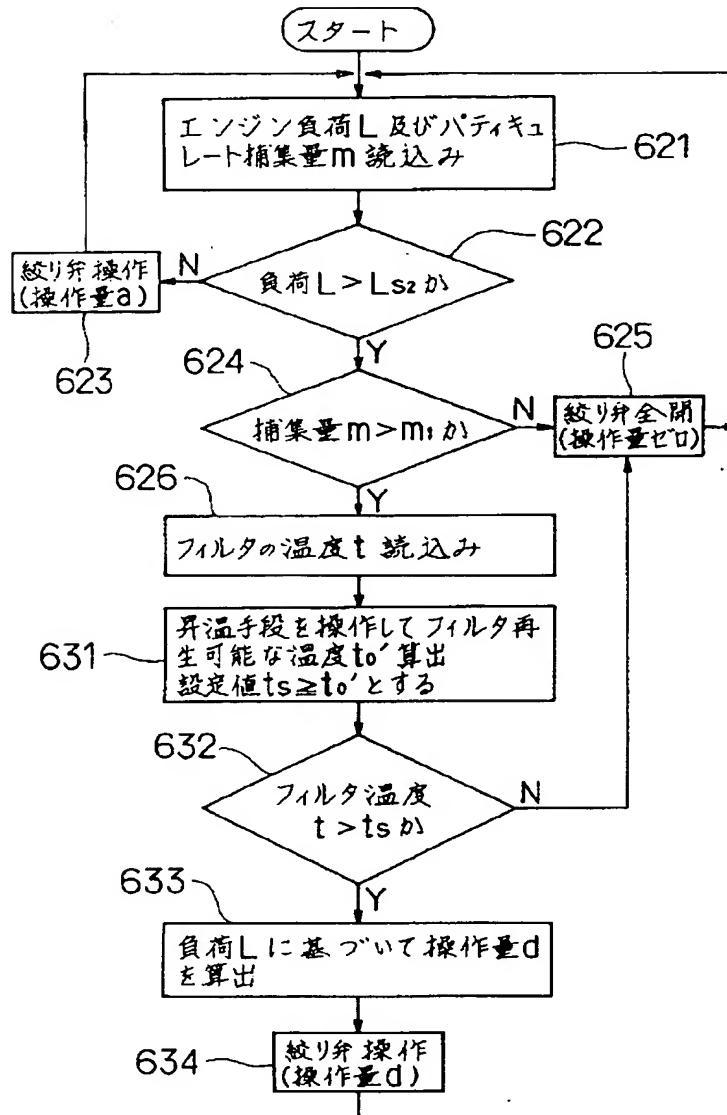 スタート
エンジン負荷L及びパティキュ
レート捕集量m読込み
621
622
負荷L>Ls2か
N
絞り弁操作
(操作量a)
623
Y
624
捕集量m>m1か
N
625
絞り弁全開
(操作量ゼロ)
626
Y
フィルタの温度t読込み
631
昇温手段を操作してフィルタ再
生可能な温度to′算出
設定値ts≥to′とする
632
フィルタ温度
t>tsか
N
633
Y
負荷Lに基づいて操作量d
を算出
634
絞り弁操作
(操作量d)